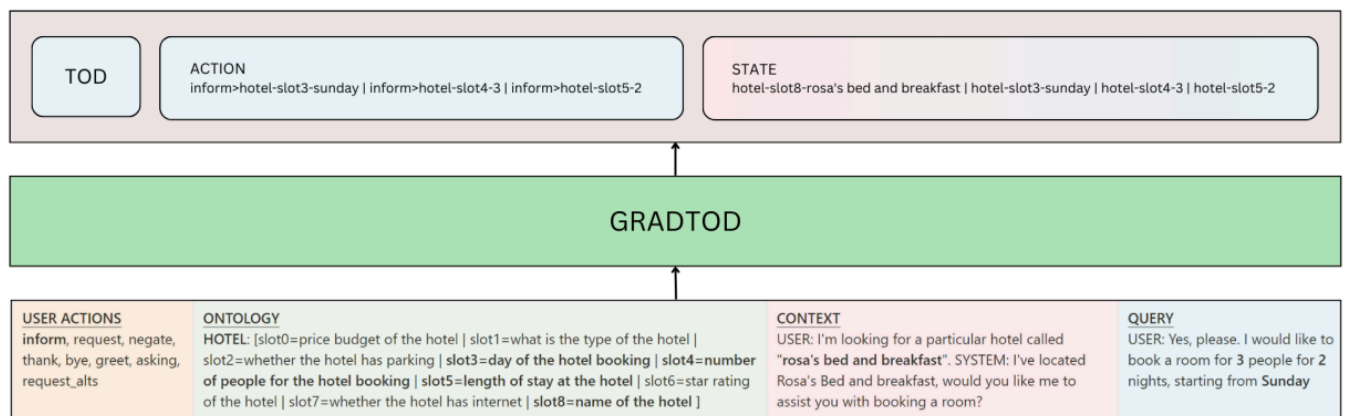 TOD
ACTION
inform>hotel-slot3-sunday | inform>hotel-slot4-3 | inform>hotel-slot5-2
STATE
hotel-slot8-rosa's bed and breakfast | hotel-slot3-sunday | hotel-slot4-3 | hotel-slot5-2
GRADTOD
USER ACTIONS
inform, request, negate,
thank, bye, greet, asking,
request_alts
ONTOLOGY
HOTEL: [slot0=price budget of the hotel | slot1=what is the type of the hotel |
slot2=whether the hotel has parking | slot3=day of the hotel booking | slot4=number
of people for the hotel booking | slot5=length of stay at the hotel | slot6=star rating
of the hotel | slot7=whether the hotel has internet | slot8=name of the hotel ]
CONTEXT
USER: I'm looking for a particular hotel called
"rosa's bed and breakfast". SYSTEM: I've located
Rosa's Bed and breakfast, would you like me to
assist you with booking a room?
QUERY
USER: Yes, please. I would like to
book a room for 3 people for 2
nights, starting from Sunday